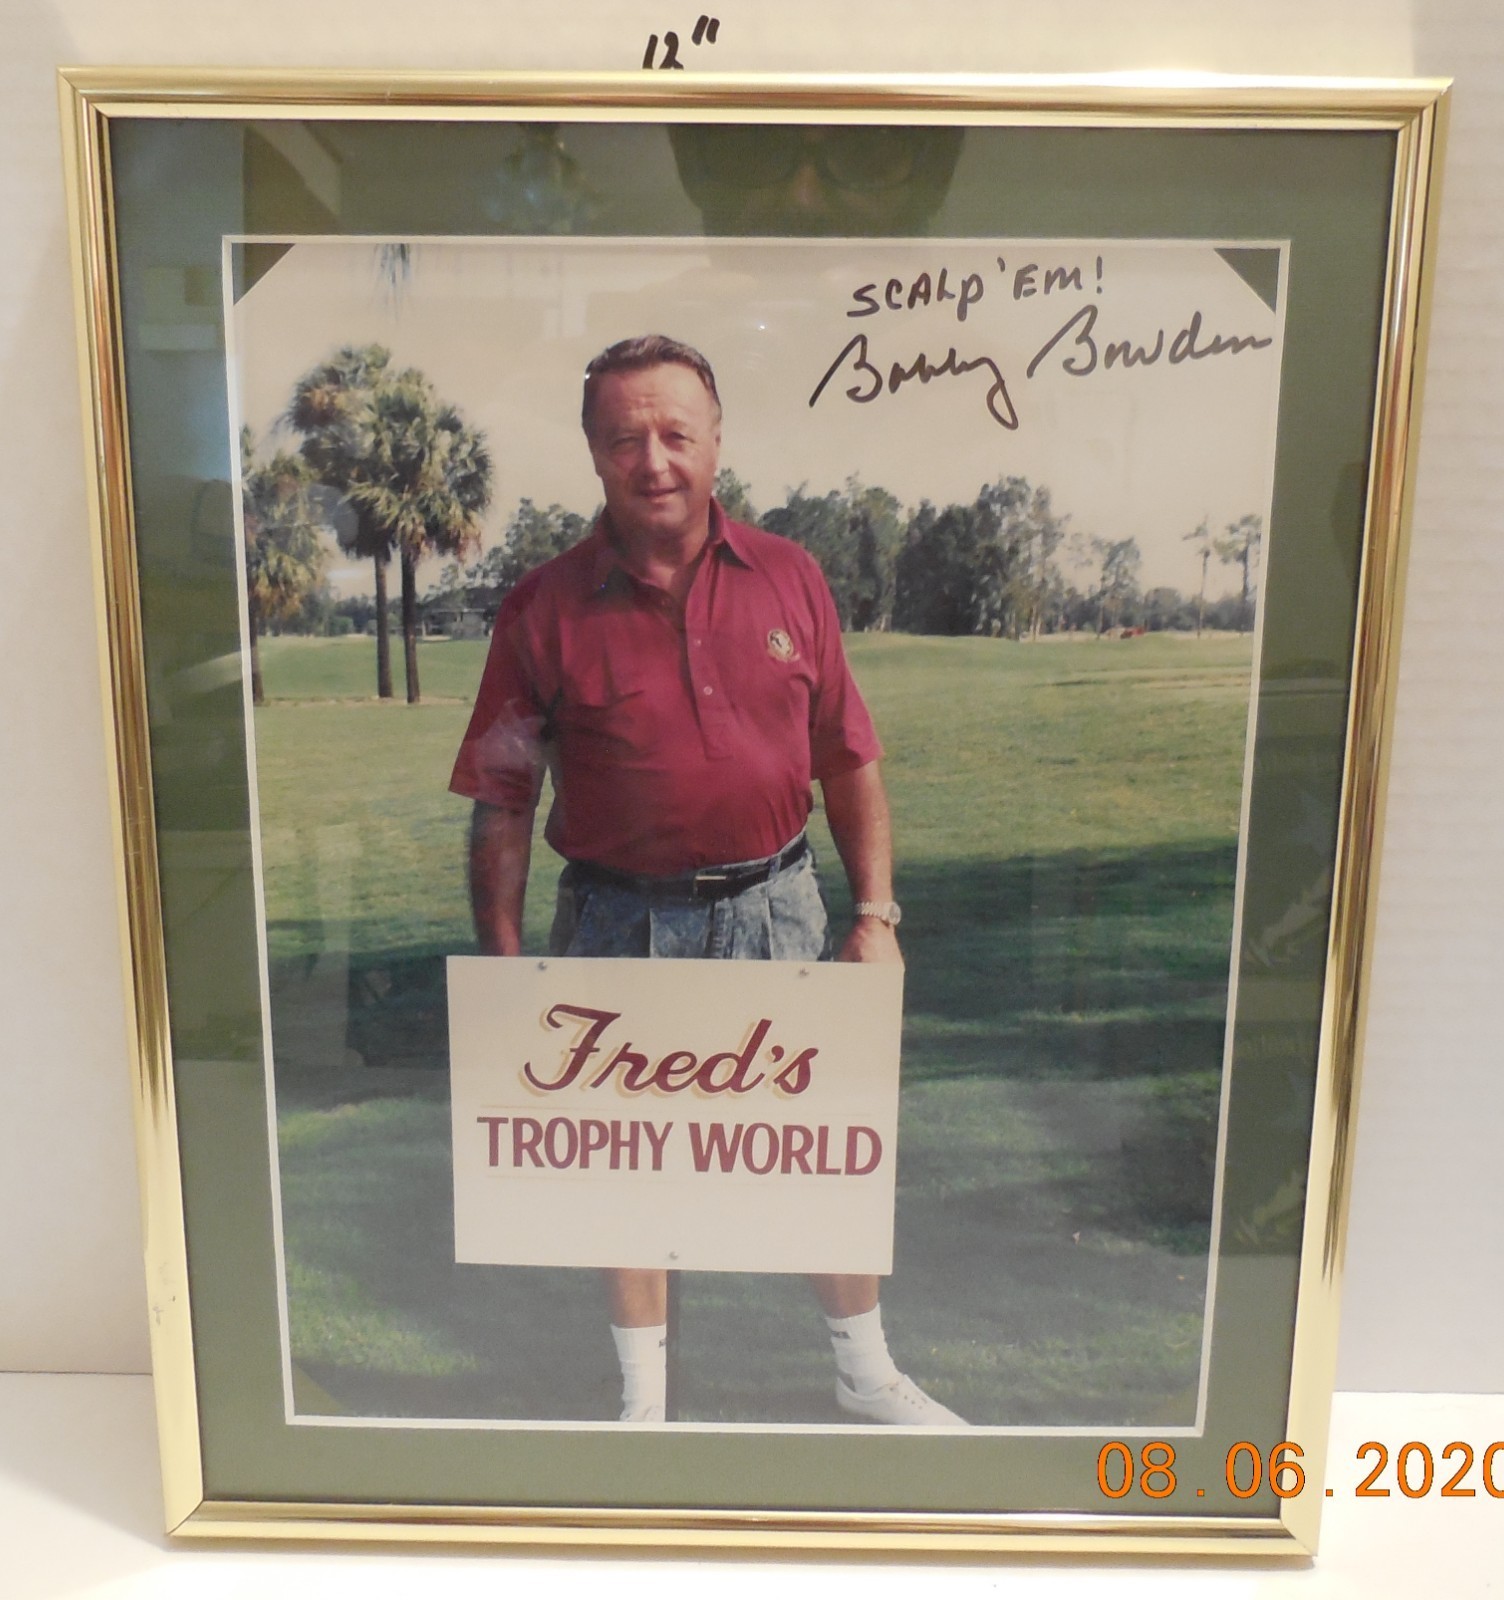 12"
SCALP 'EM!
Bobby Bowden
Fred's
TROPHY WORLD
08.06.2020